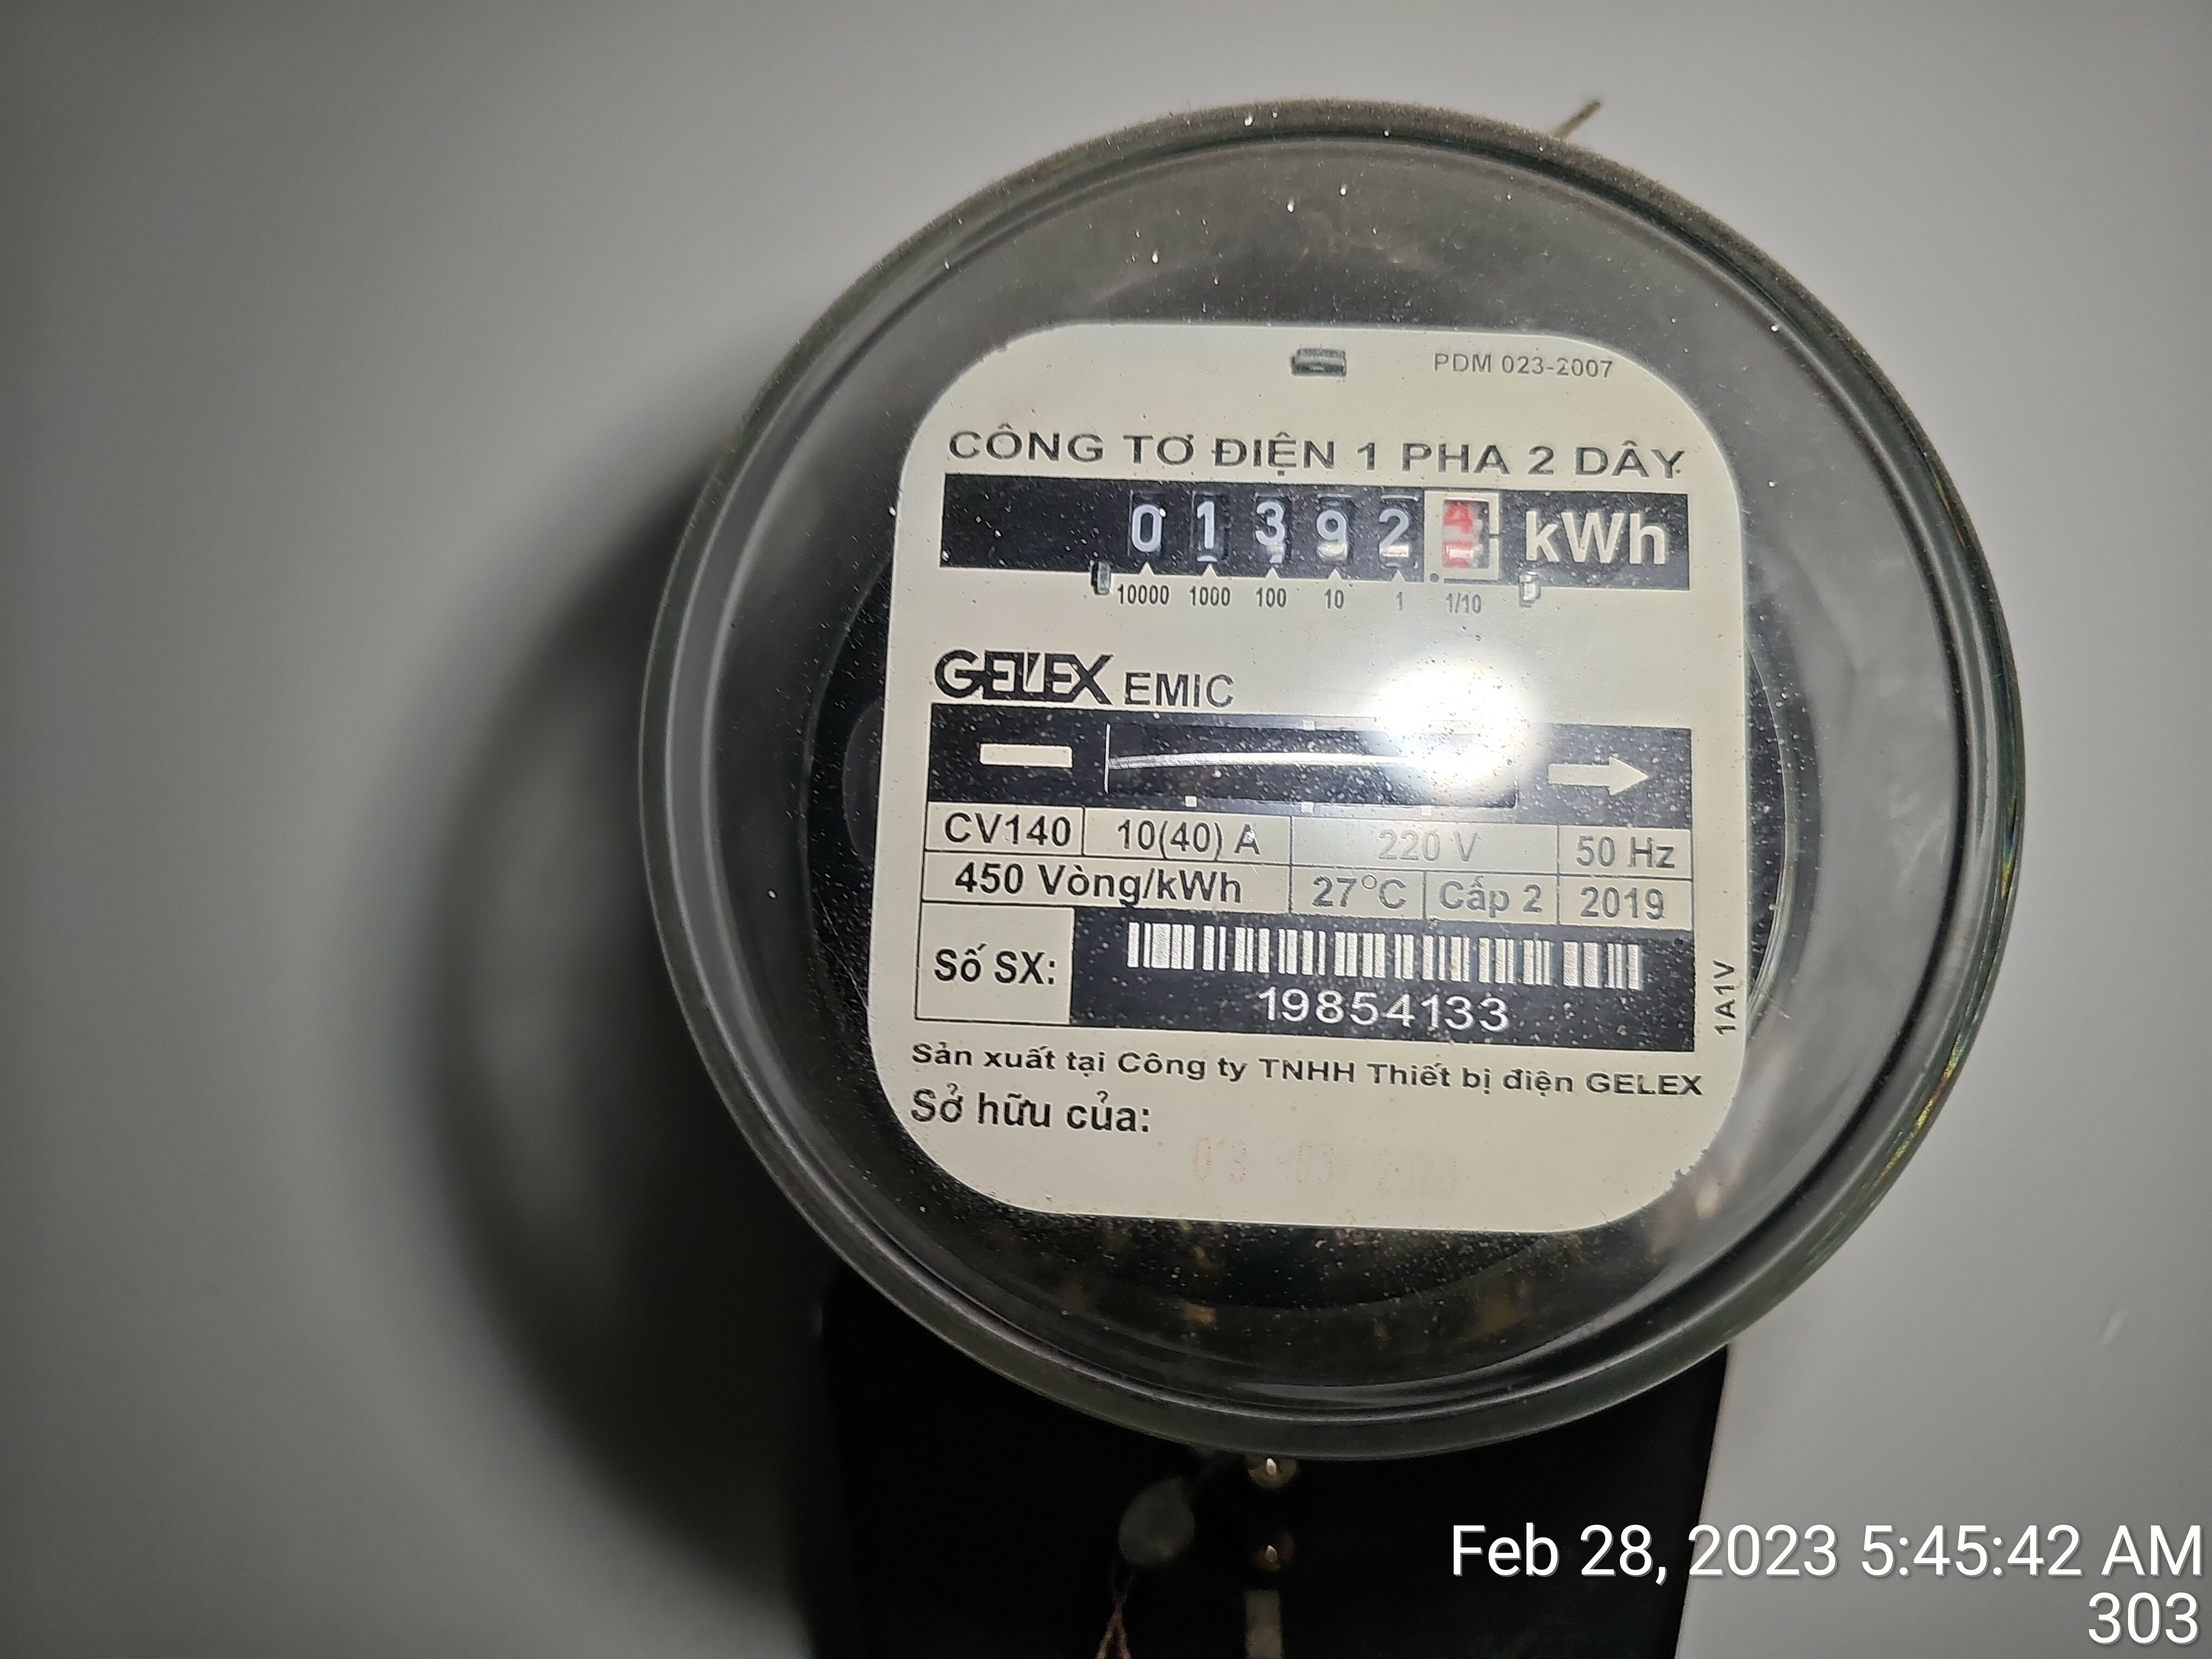 PDM 023-2007
CÔNG TƠ ĐIỆN 1 PHA 2 DÂY
0 1 3 9 2 4 kWh
10000 1000 100 10 1 1/10
GELEX EMIC
CV140 10(40) A 220 V 50 Hz
450 Vòng/kWh 27°C Cấp 2 2019
Số SX:
19854133
1A1V
Sản xuất tại Công ty TNHH Thiết bị điện GELEX
Sở hữu của:
Feb 28, 2023 5:45:42 AM
303